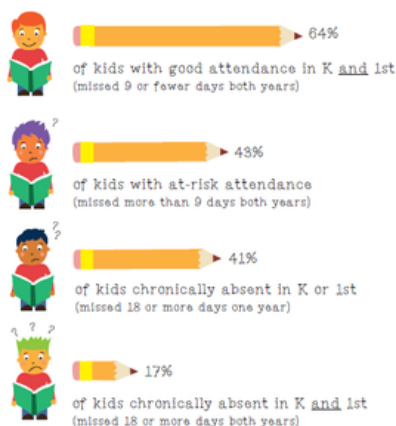 64%
of kids with good attendance in K and 1st
(missed 9 or fewer days both years)
?
43%
of kids with at-risk attendance
(missed more than 9 days both years)
?
?
41%
of kids chronically absent in K or 1st
(missed 18 or more days one year)
? ? ?
17%
of kids chronically absent in K and 1st
(missed 18 or more days both years)